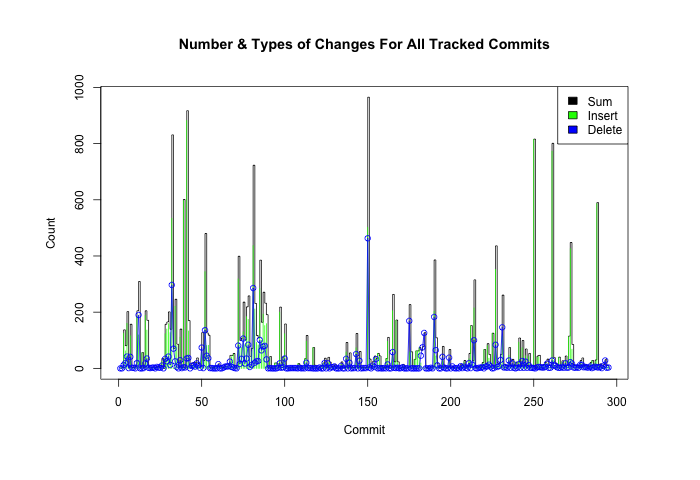 Number & Types of Changes For All Tracked Commits
1000
800
600
400
200
0
Count
Sum
Insert
Delete
0 50 100 150 200 250 300
Commit